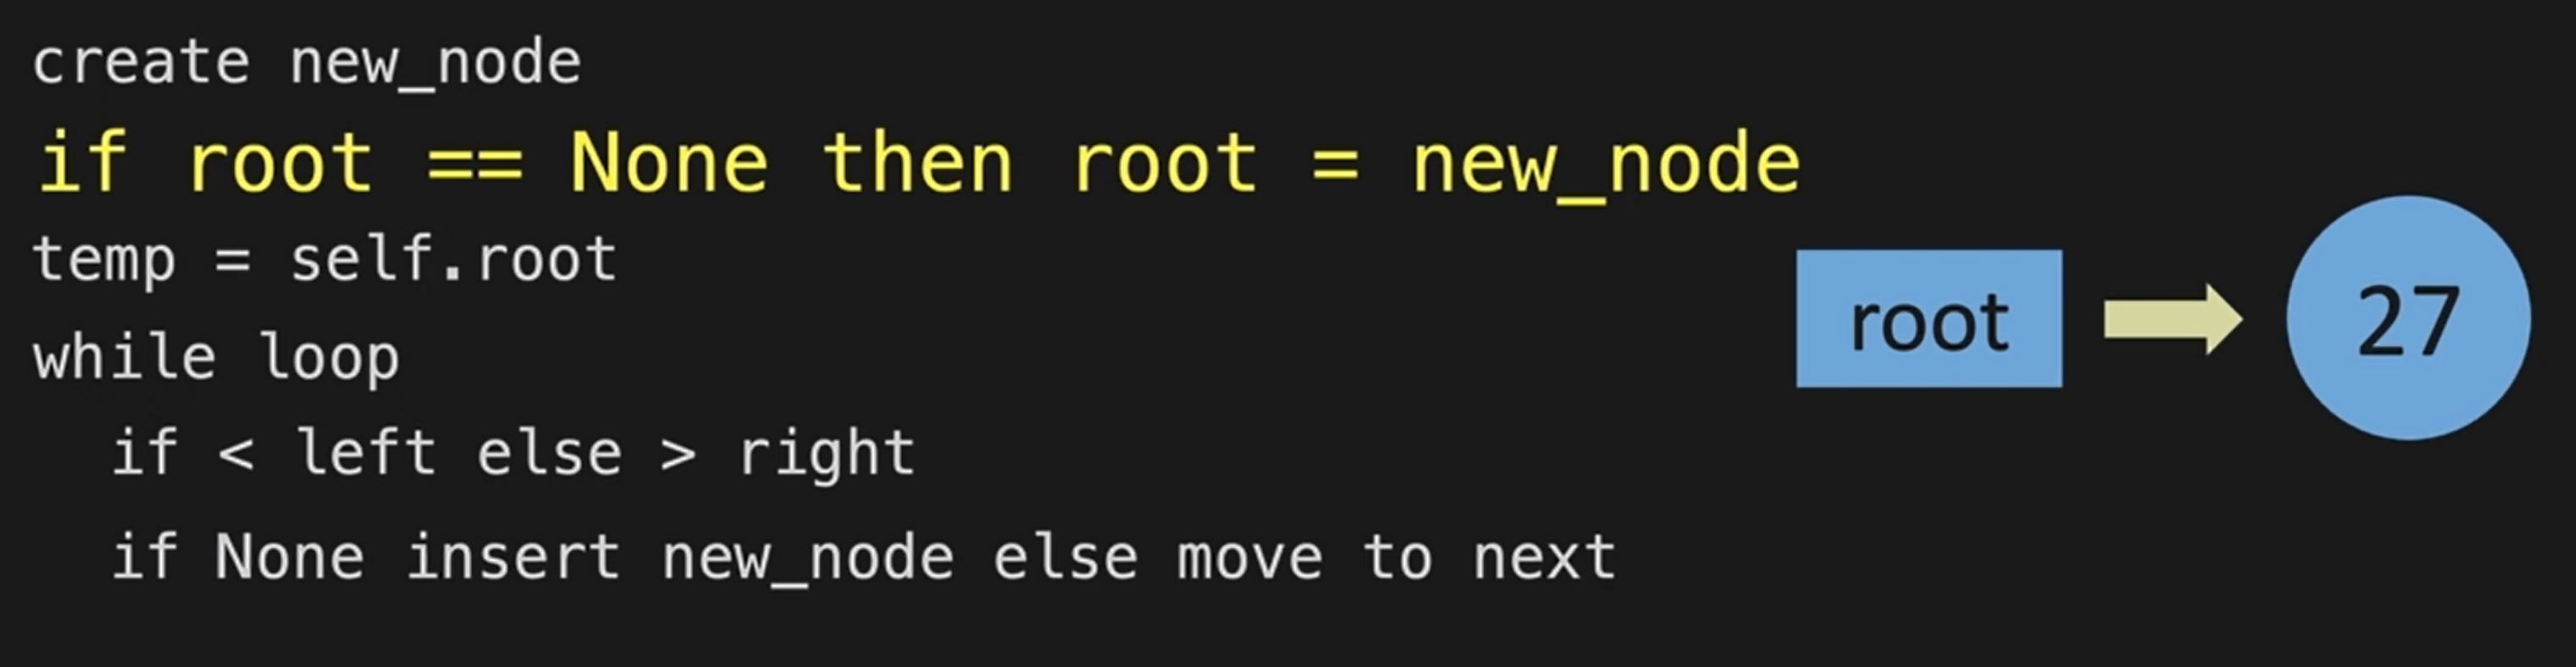 create new_node
if root == None then root = new_node
temp = self.root
while loop
if < left else > right
if None insert new_node else move to next
root
27